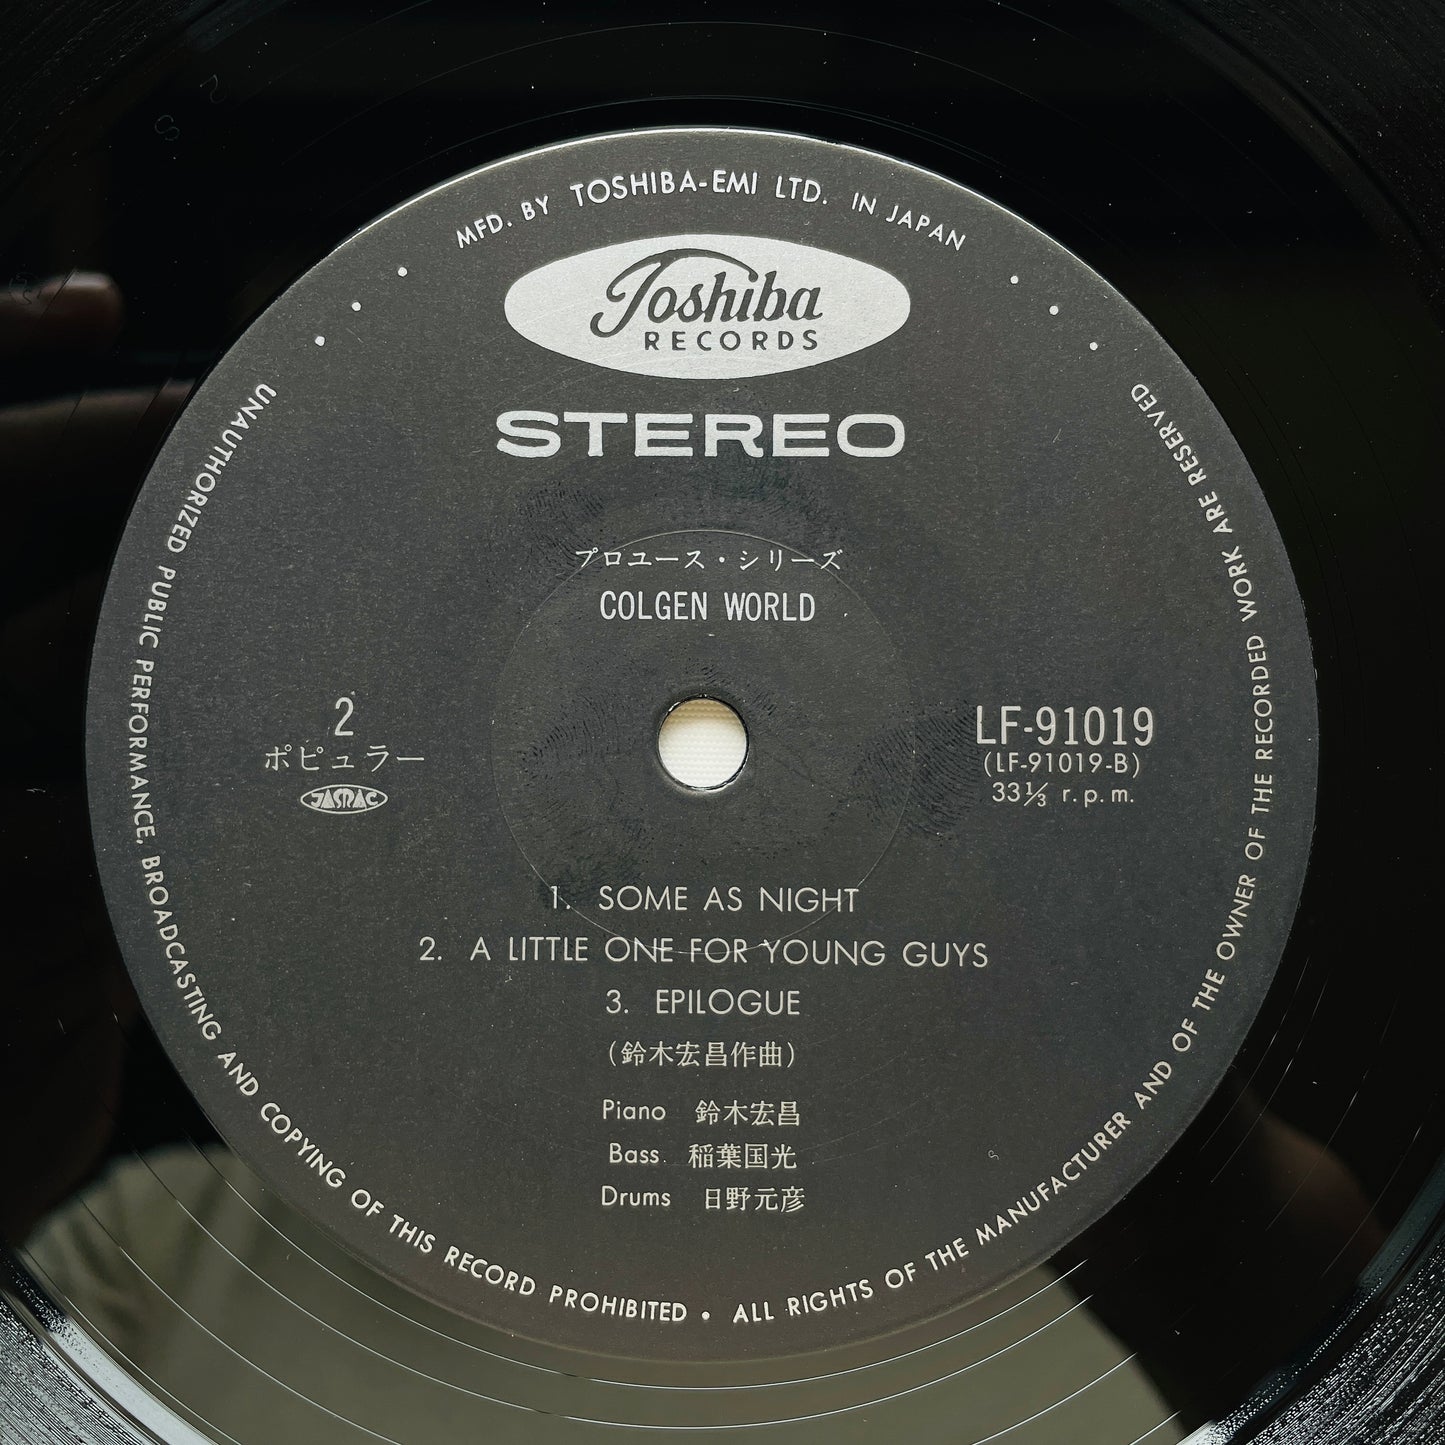 MFD. BY TOSHIBA-EMI LTD. IN JAPAN
Toshiba
RECORDS
STEREO
プロユース・シリーズ
COLGEN WORLD
2
ポピュラー
JASRAC
LF-91019
(LF-91019-B)
33⅓ r.p.m.
1. SOME AS NIGHT
2. A LITTLE ONE FOR YOUNG GUYS
3. EPILOGUE
(鈴木宏昌作曲)
Piano 鈴木宏昌
Bass 稲葉国光
Drums 日野元彦
UNAUTHORIZED PUBLIC PERFORMANCE, BROADCASTING AND COPYING OF THIS RECORD PROHIBITED • ALL RIGHTS OF THE MANUFACTURER AND OF THE OWNER OF THE RECORDED WORK ARE RESERVED